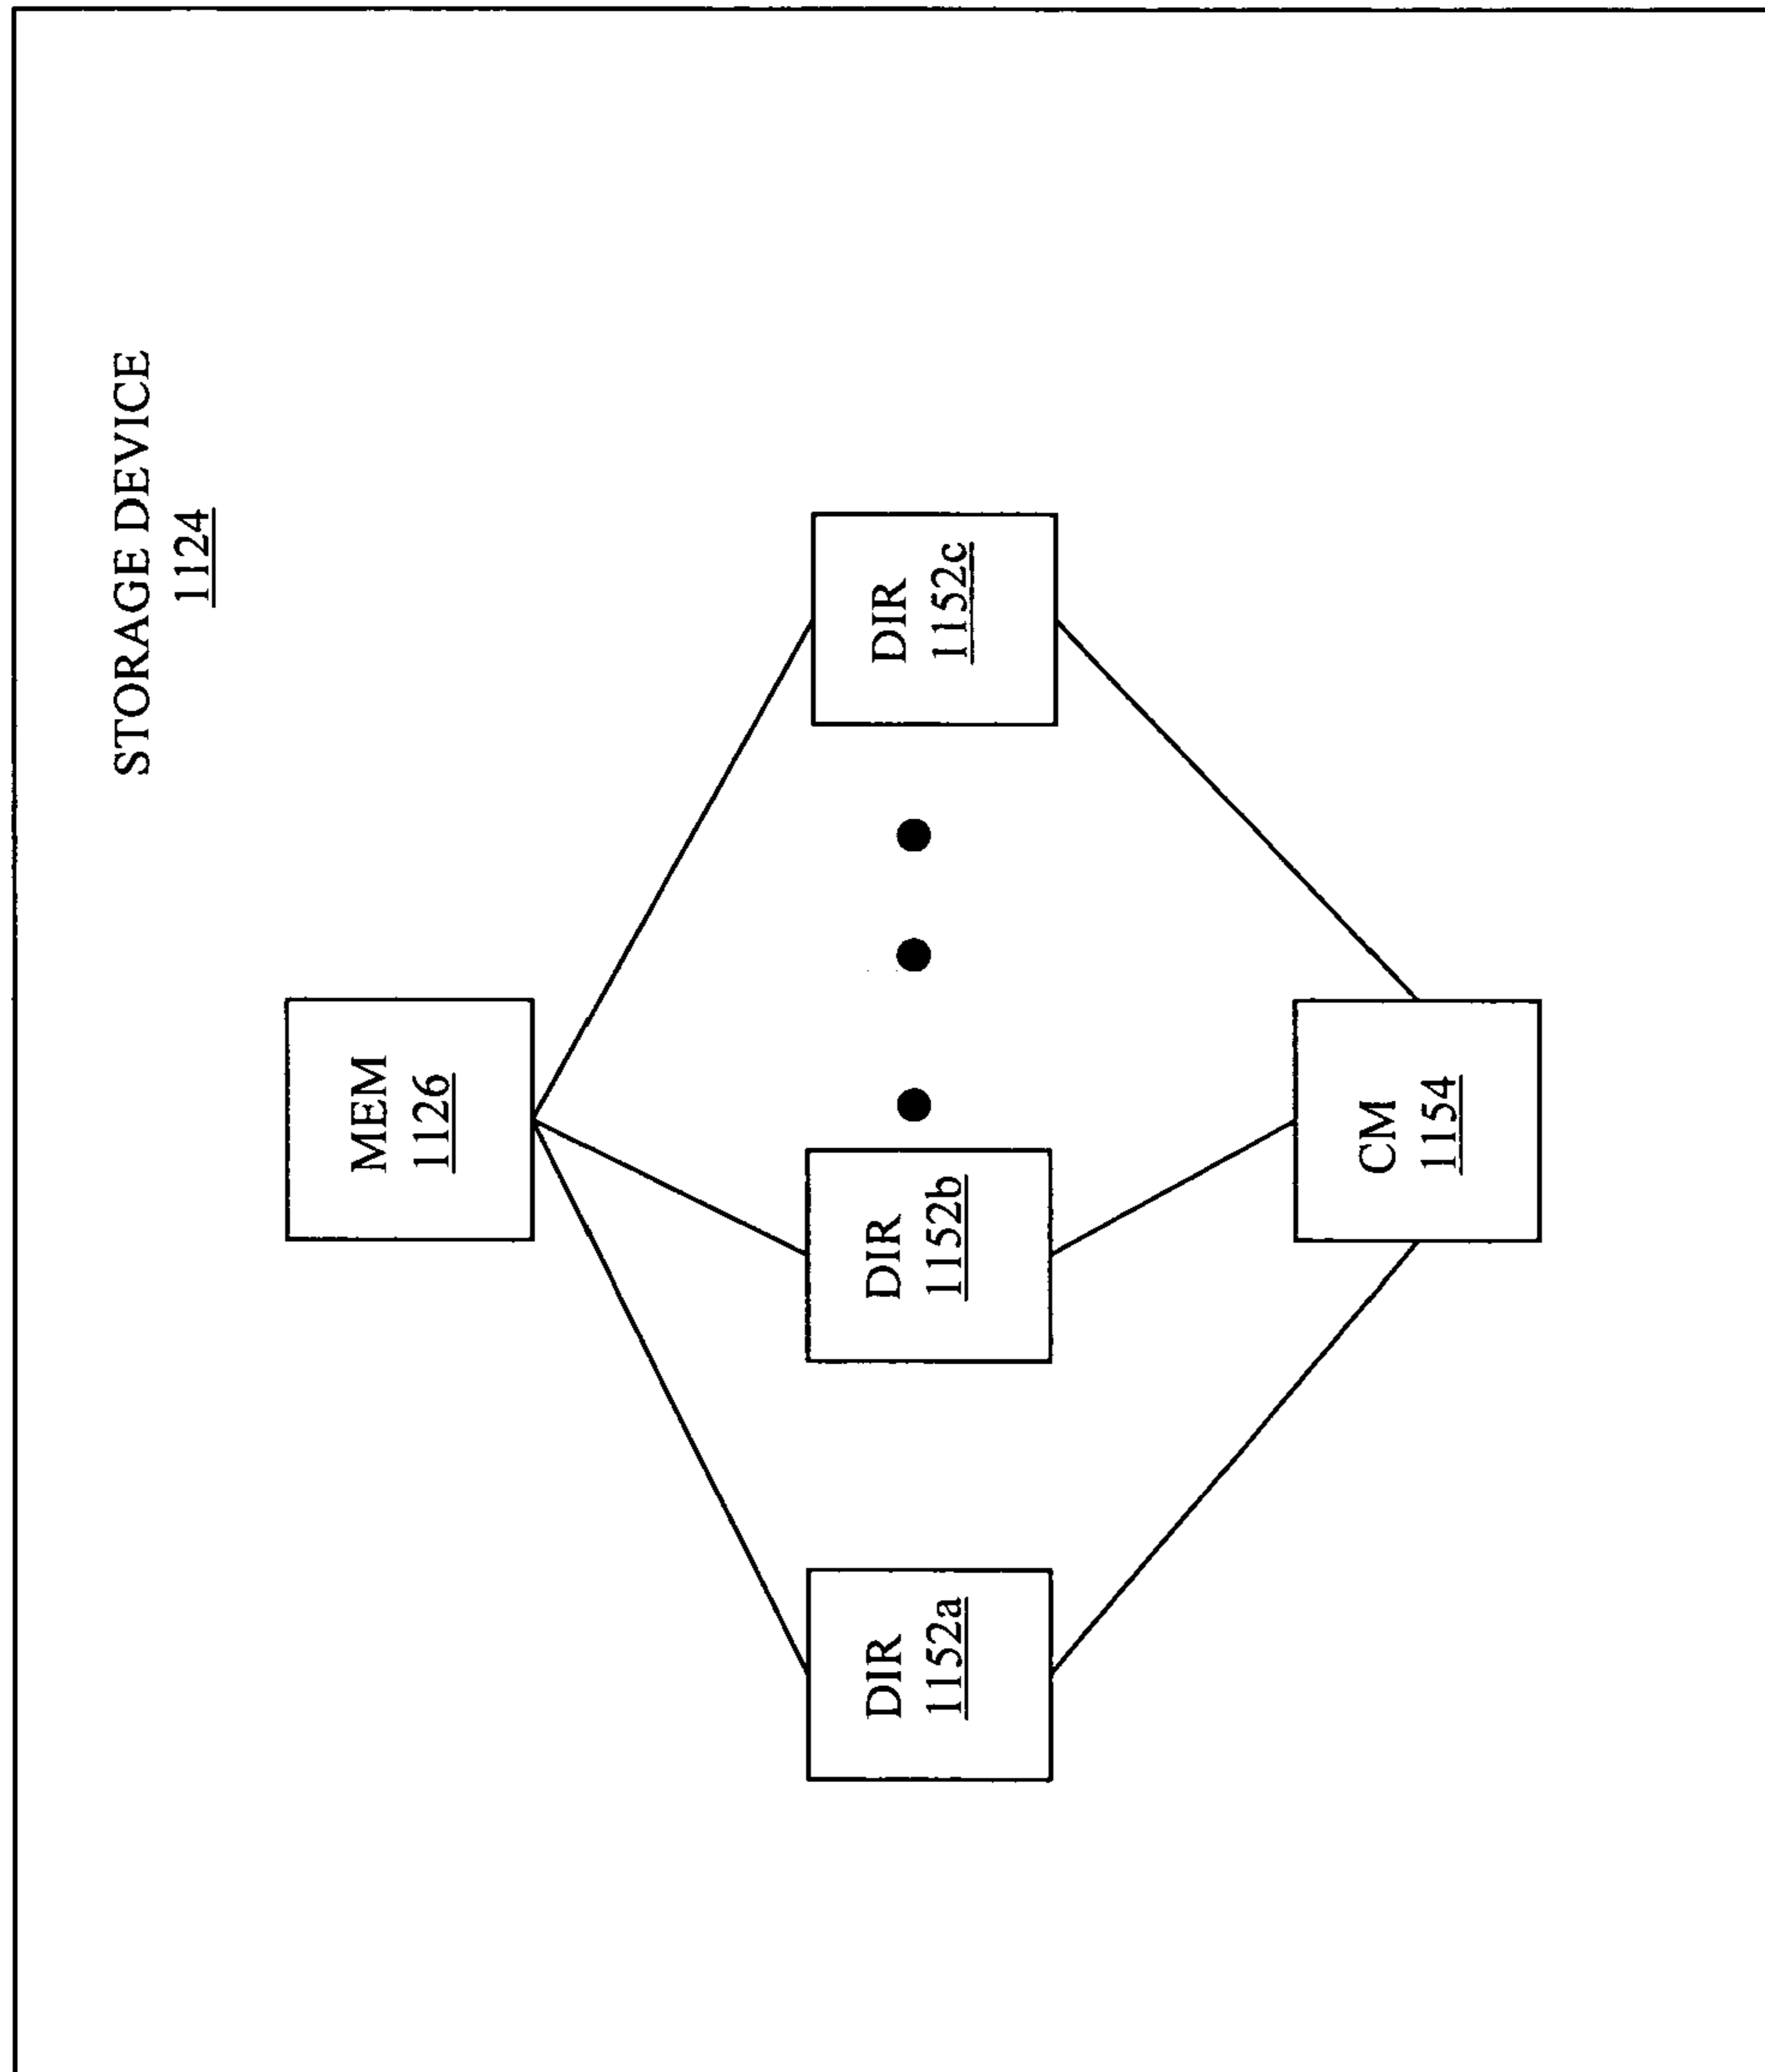 STORAGE DEVICE
1124
MEM
1126
DIR
1152a
DIR
1152b
DIR
1152c
CM
1154